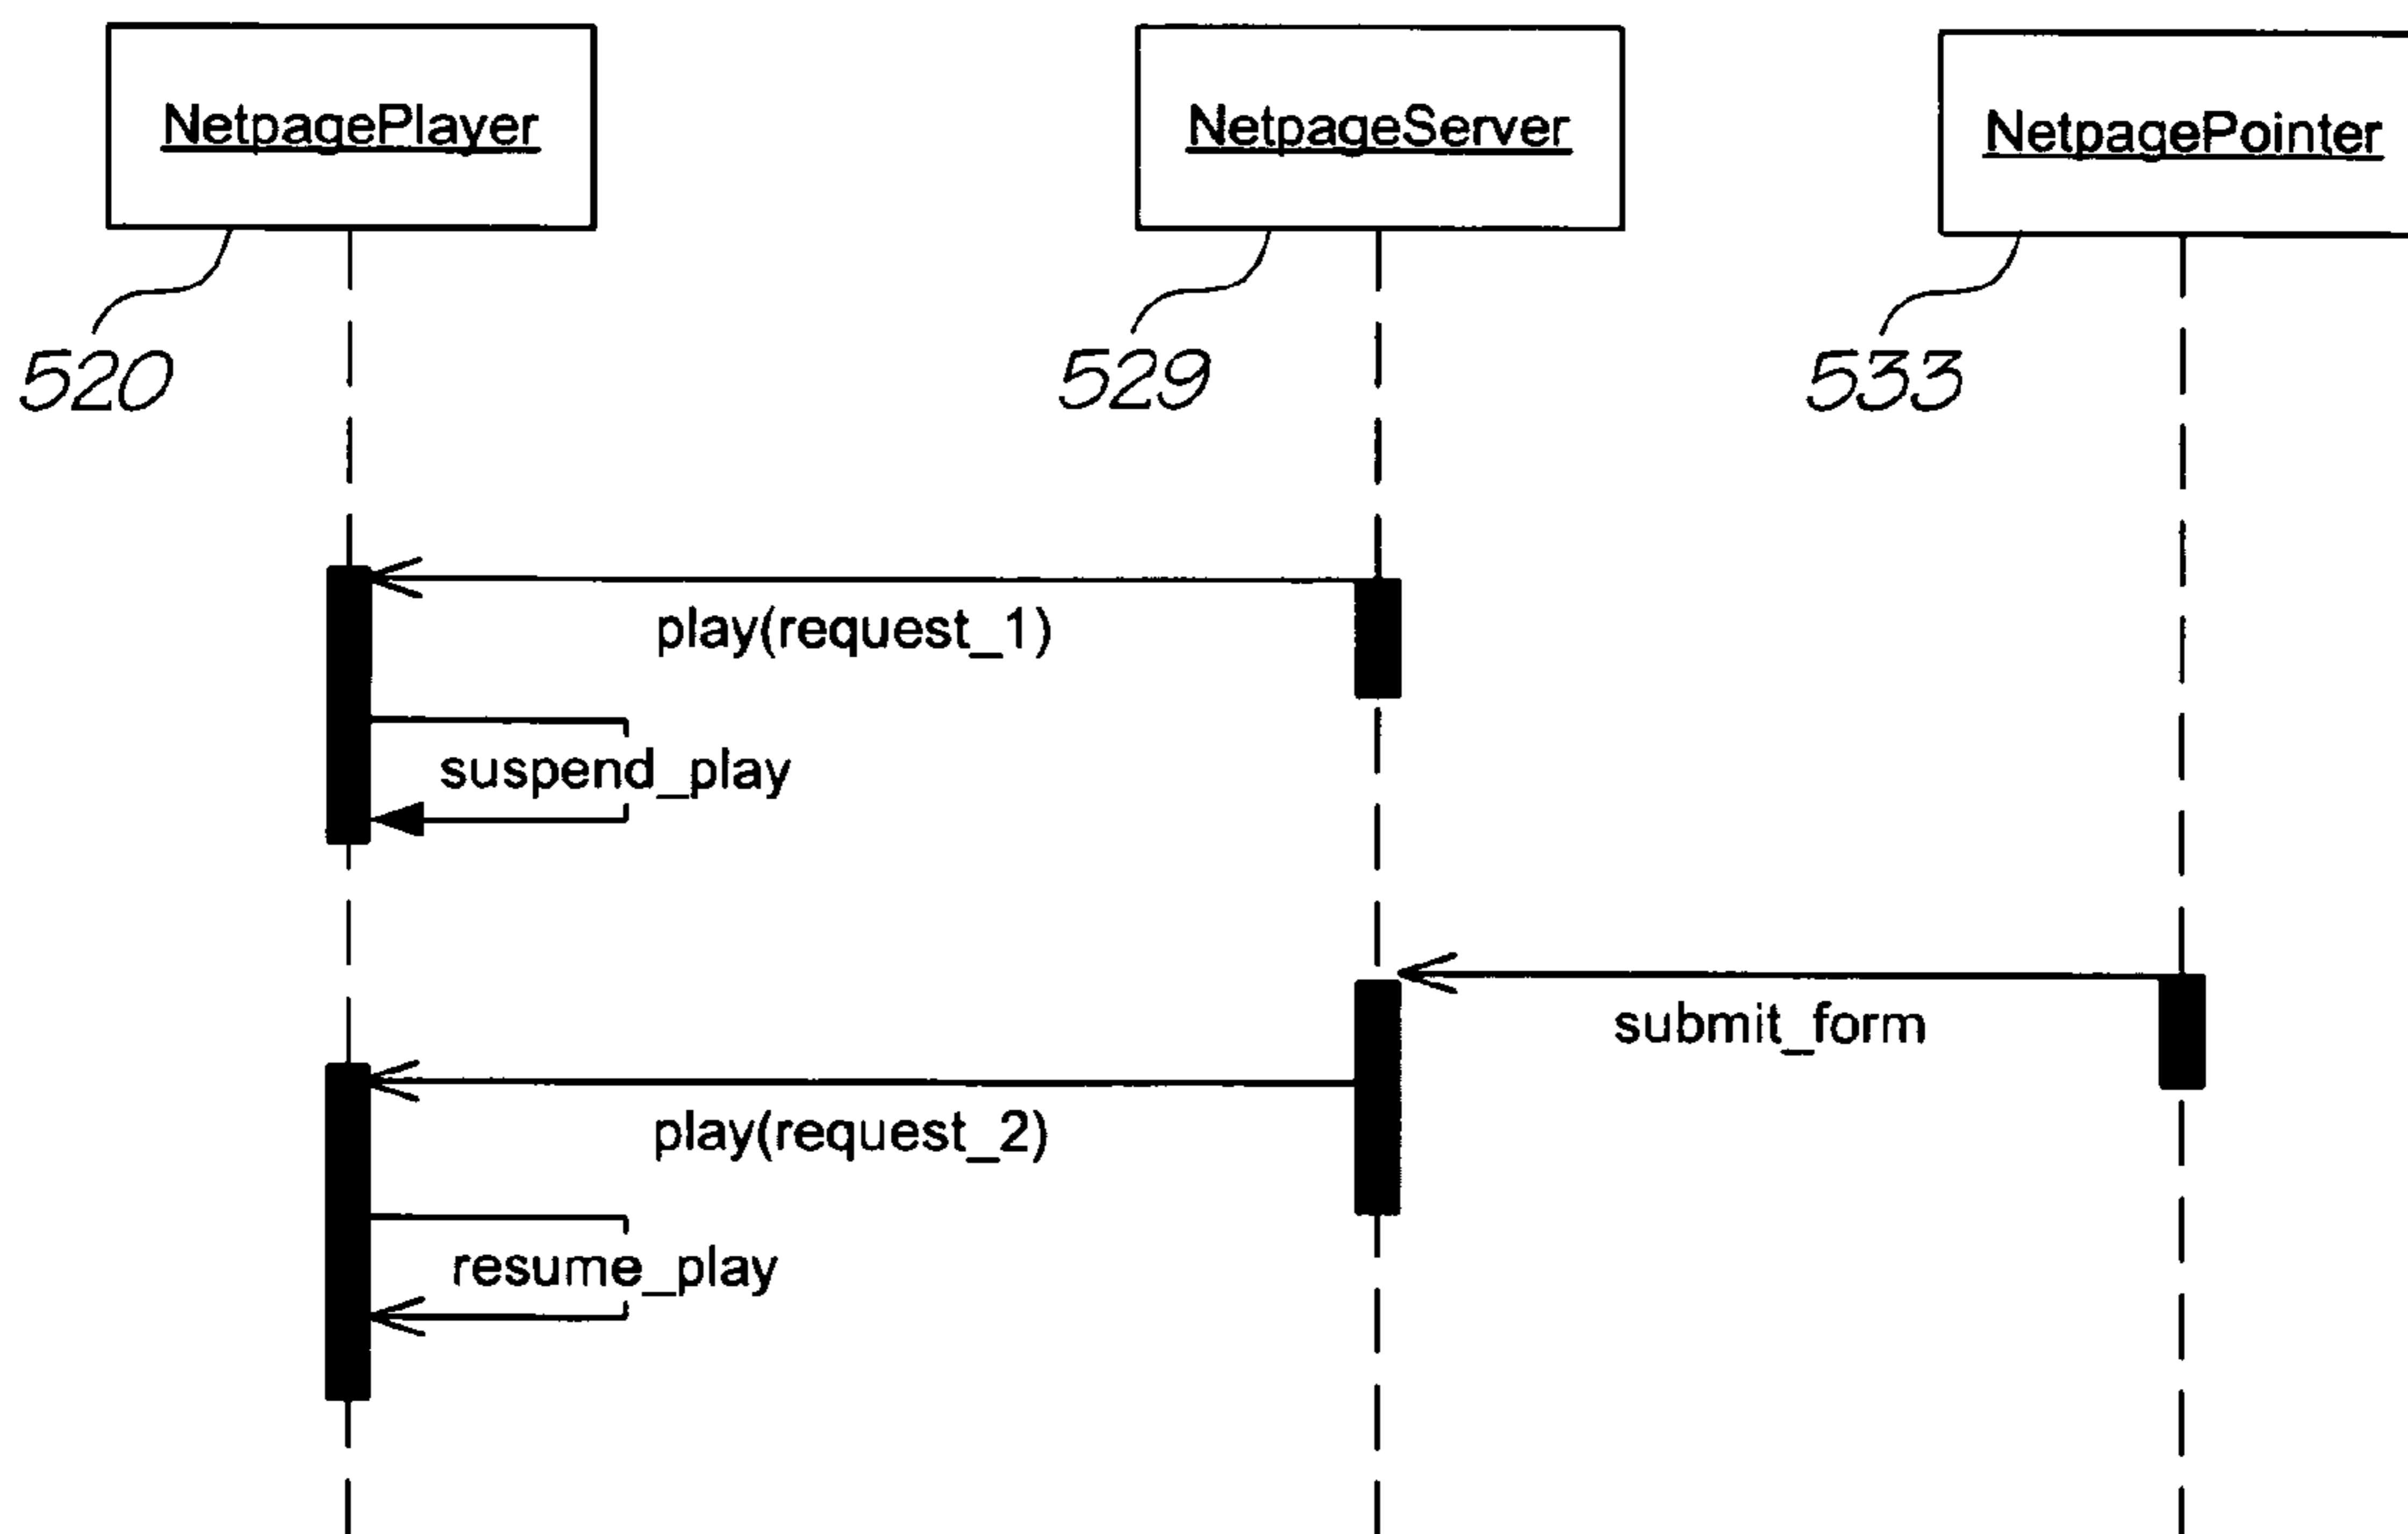 NetpagePlayer
NetpageServer
NetpagePointer
520
529
533
play(request_1)
suspend_play
submit_form
play(request_2)
resume_play